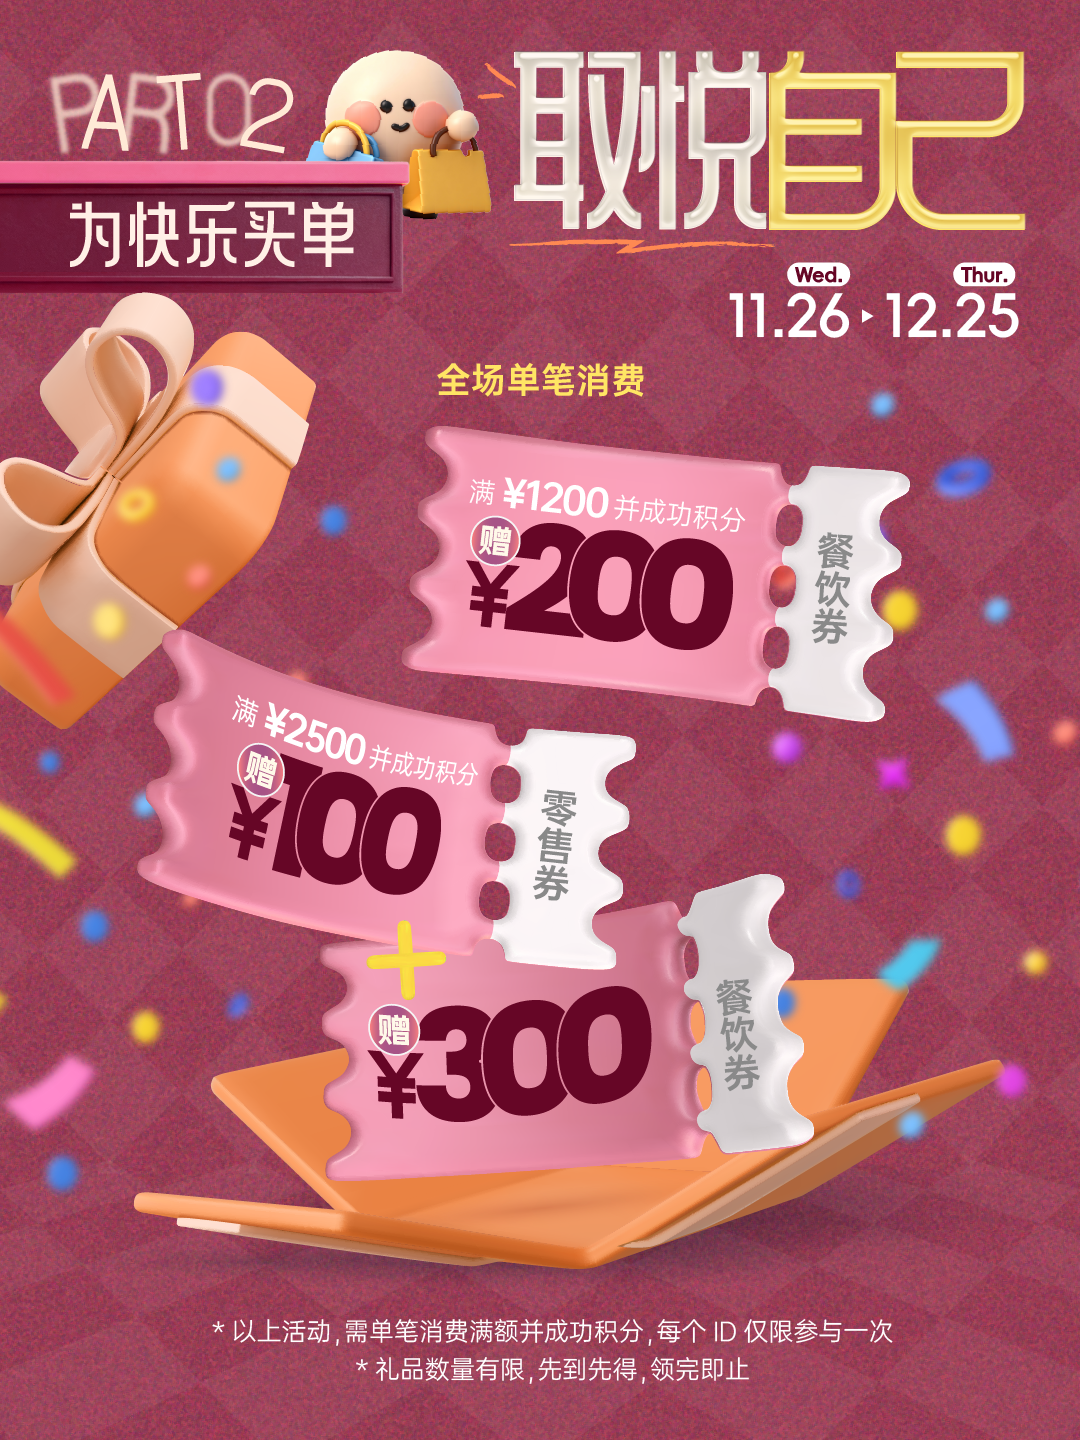 PART 02
取悦自己
为快乐买单
Wed. Thur.
11.26 ▸ 12.25
全场单笔消费
满 ¥1200 并成功积分
赠
¥200
餐饮券
满 ¥2500 并成功积分
赠
¥100
零售券
+
赠
¥300
餐饮券
* 以上活动,需单笔消费满额并成功积分,每个 ID 仅限参与一次
* 礼品数量有限,先到先得,领完即止